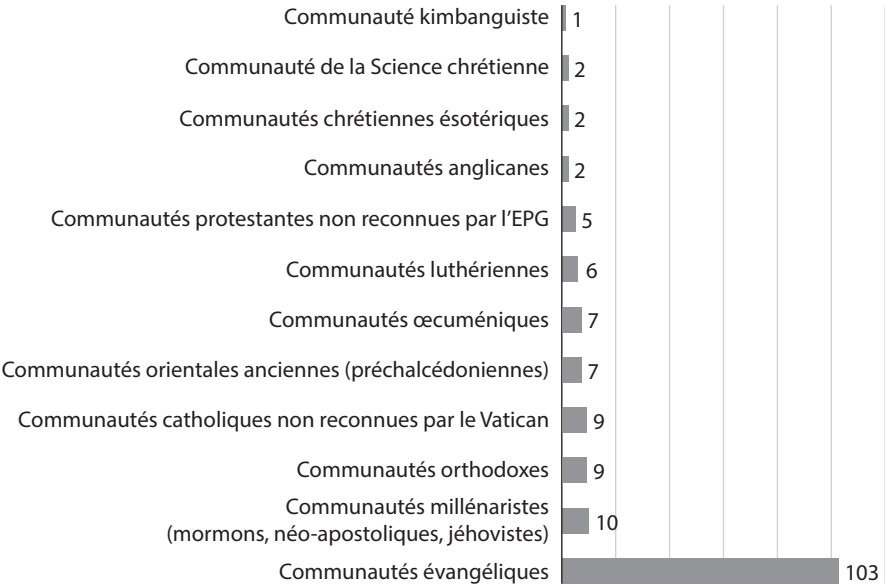 Communauté kimbanguiste 1
Communauté de la Science chrétienne 2
Communautés chrétiennes ésotériques 2
Communautés anglicanes 2
Communautés protestantes non reconnues par l’EPG 5
Communautés luthériennes 6
Communautés œcuméniques 7
Communautés orientales anciennes (préchalcédoniennes) 7
Communautés catholiques non reconnues par le Vatican 9
Communautés orthodoxes 9
Communautés millénaristes
(mormons, néo-apostoliques, jéhovistes) 10
Communautés évangéliques 103